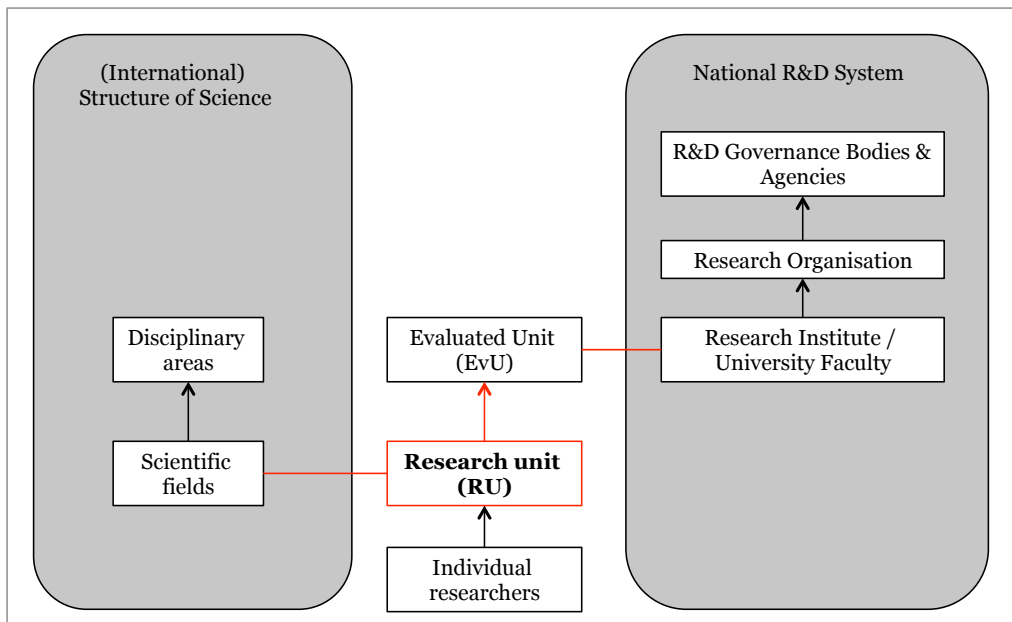 (International)
Structure of Science
National R&D System
R&D Governance Bodies &
Agencies
Research Organisation
Disciplinary
areas
Evaluated Unit
(EvU)
Research Institute /
University Faculty
Scientific
fields
Research unit
(RU)
Individual
researchers